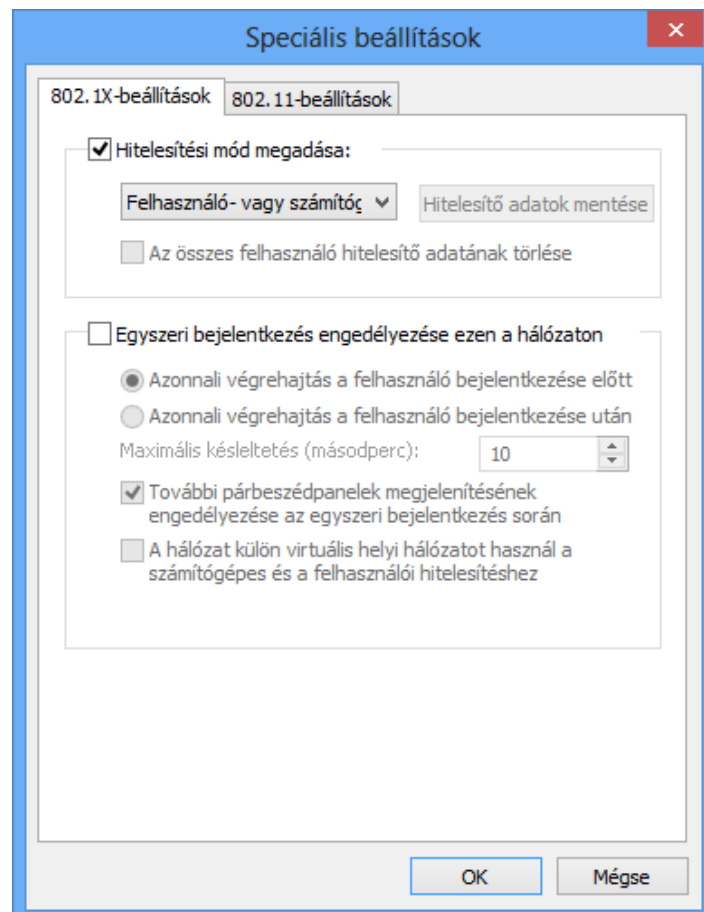 Speciális beállítások
802.1X-beállítások
802.11-beállítások
Hitelesítési mód megadása:
Felhasználó- vagy számítóg
Hitelesítő adatok mentése
Az összes felhasználó hitelesítő adatának törlése
Egyszeri bejelentkezés engedélyezése ezen a hálózaton
Azonnali végrehajtás a felhasználó bejelentkezése előtt
Azonnali végrehajtás a felhasználó bejelentkezése után
Maximális késleltetés (másodperc):
10
További párbeszédpanelek megjelenítésének
engedélyezése az egyszeri bejelentkezés során
A hálózat külön virtuális helyi hálózatot használ a
számítógépes és a felhasználói hitelesítéshez
OK
Mégse